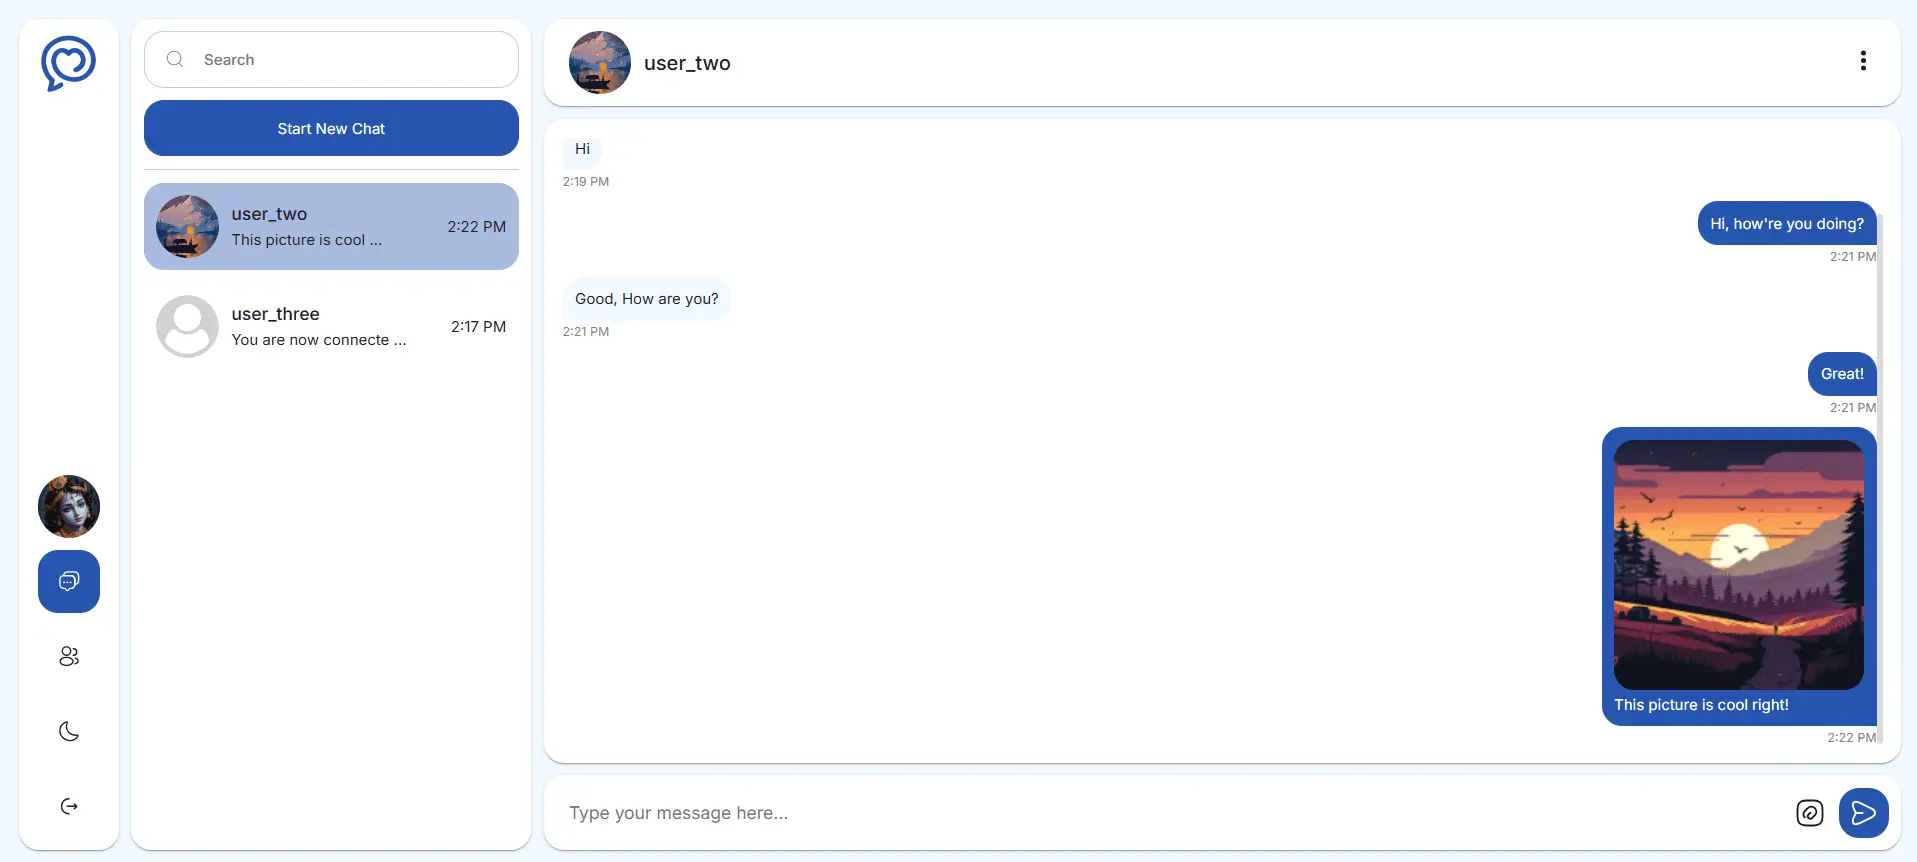 Search
Start New Chat
user_two
2:22 PM
This picture is cool ...
user_three
2:17 PM
You are now connecte ...
user_two
Hi
2:19 PM
Hi, how're you doing?
2:21 PM
Good, How are you?
2:21 PM
Great!
2:21 PM
This picture is cool right!
2:22 PM
Type your message here...